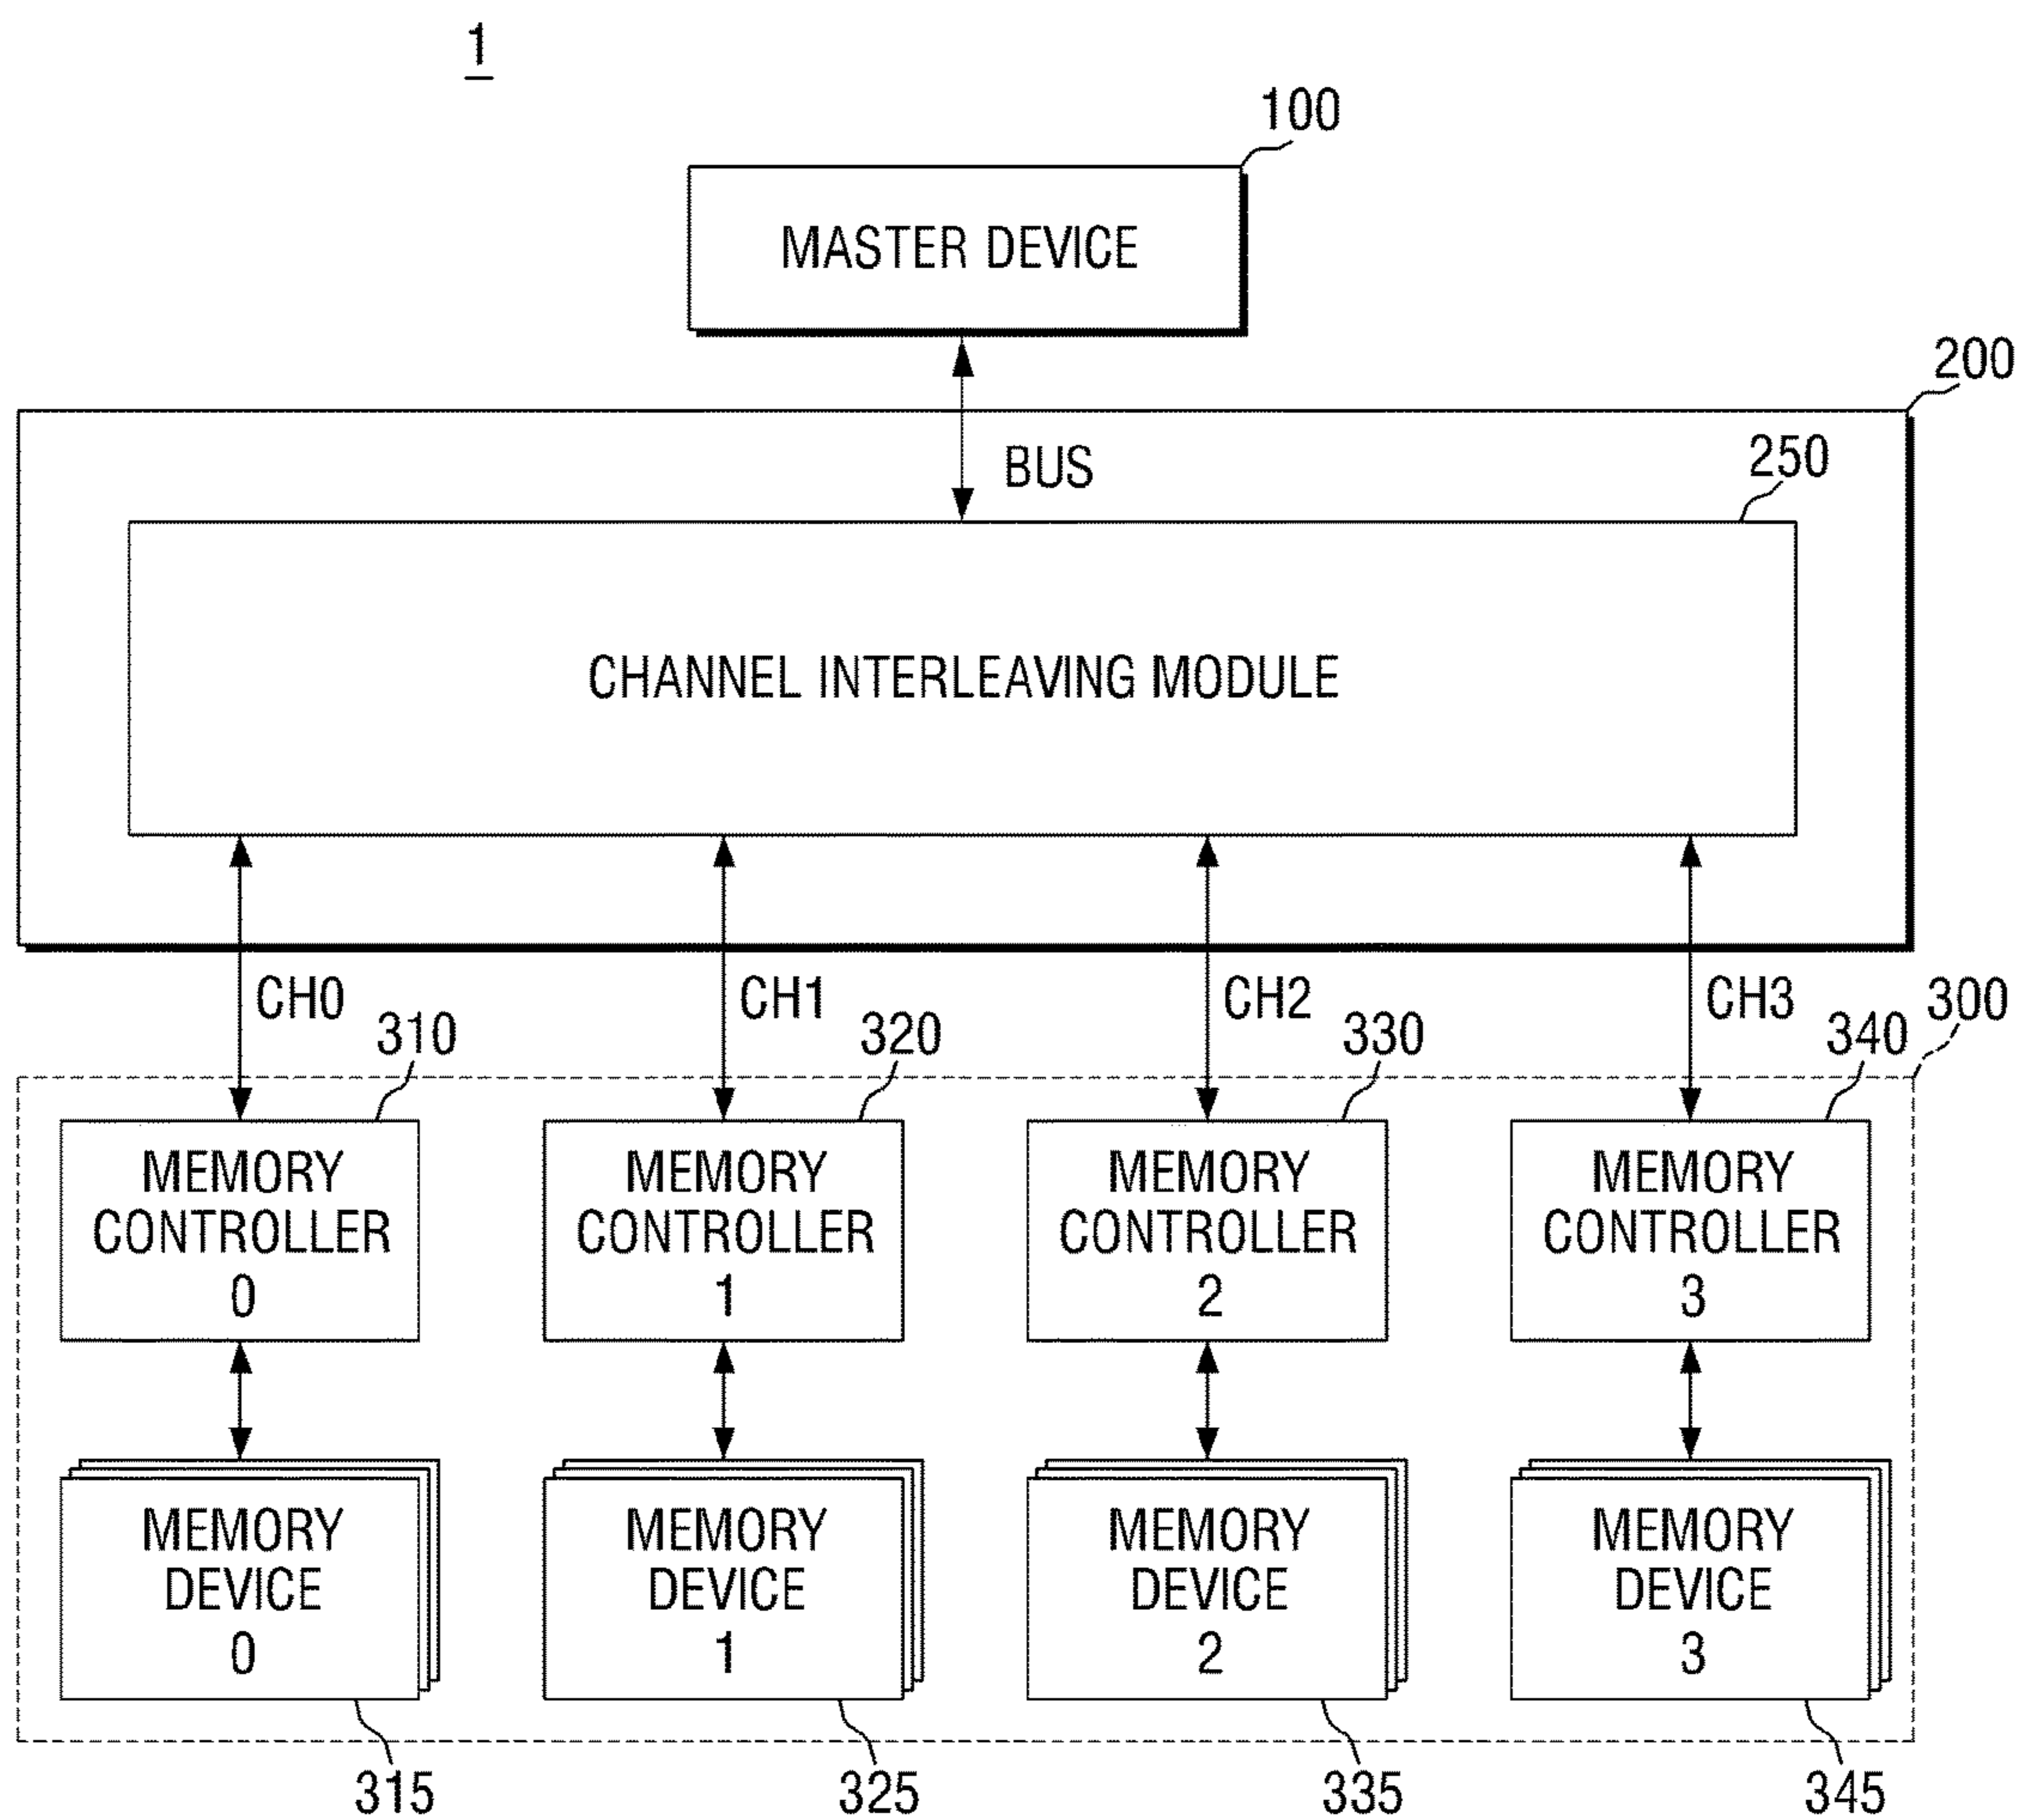 1
100
MASTER DEVICE
200
BUS
250
CHANNEL INTERLEAVING MODULE
CH0
CH1
CH2
CH3
300
310
320
330
340
MEMORY
CONTROLLER
0
MEMORY
CONTROLLER
1
MEMORY
CONTROLLER
2
MEMORY
CONTROLLER
3
MEMORY
DEVICE
0
MEMORY
DEVICE
1
MEMORY
DEVICE
2
MEMORY
DEVICE
3
315
325
335
345